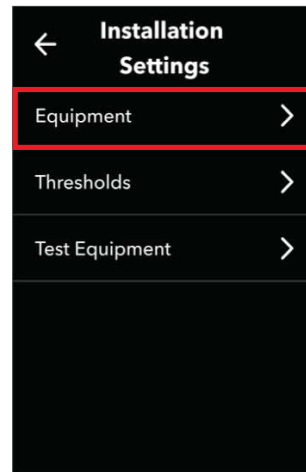 Installation
Settings
Equipment
Thresholds
Test Equipment